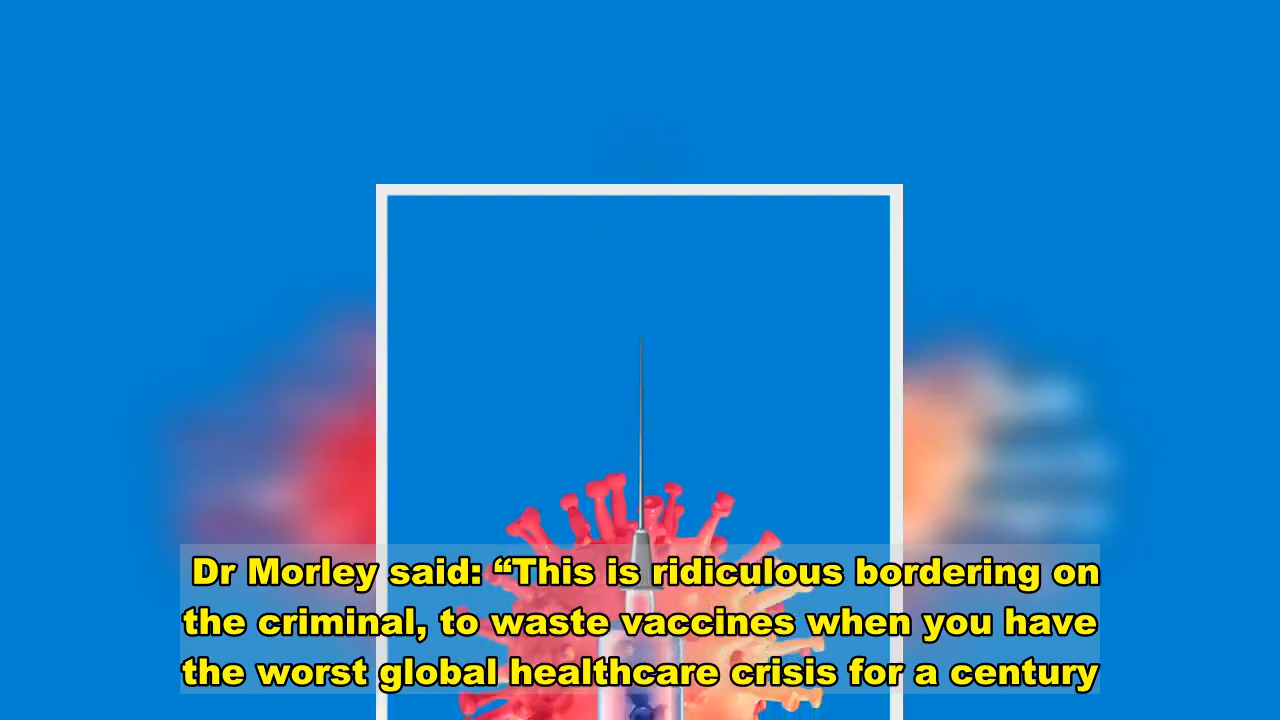 Dr Morley said: “This is ridiculous bordering on
the criminal, to waste vaccines when you have
the worst global healthcare crisis for a century